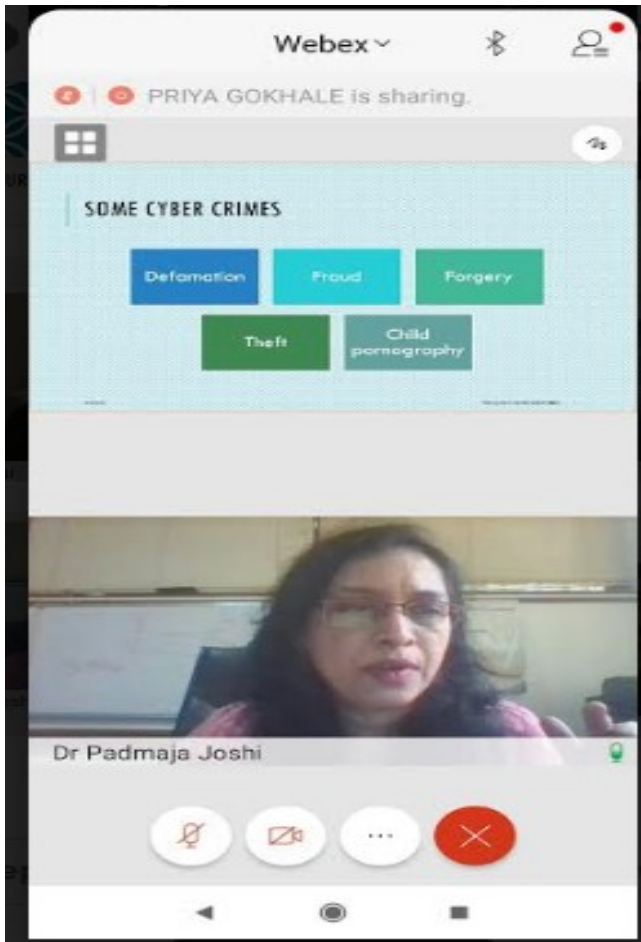 Webex
PRIYA GOKHALE is sharing.
SOME CYBER CRIMES
Defamation
Fraud
Forgery
Theft
Child
pornography
Dr Padmaja Joshi